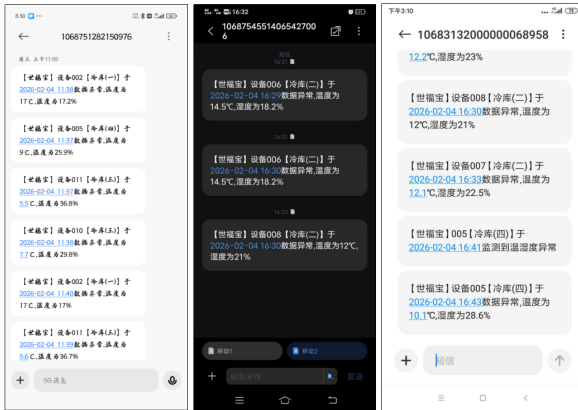 8:30
1068751282150976
周三 上午11:39
【世福宝】设备002【冷库(一)】于
2026-02-04 11:38数据异常,温度为
17℃,湿度为17.2%
【世福宝】设备005【冷库(四)】于
2026-02-04 11:37数据异常,温度为
9℃,湿度为25.9%
【世福宝】设备011【冷库(五)】于
2026-02-04 11:37数据异常,温度为
5.5℃,湿度为36.8%
【世福宝】设备010【冷库(五)】于
2026-02-04 11:38数据异常,温度为
7.7℃,湿度为29.8%
【世福宝】设备002【冷库(一)】于
2026-02-04 11:40数据异常,温度为
17℃,湿度为17%
【世福宝】设备011【冷库(五)】于
2026-02-04 11:39数据异常,温度为
5.6℃,湿度为36.7%
5G消息
16:32
1068754551406542700
6
短信
16:31
【世福宝】设备006【冷库(二)】于
2026-02-04 16:29数据异常,温度为
14.5℃,湿度为18.2%
16:31
【世福宝】设备006【冷库(二)】于
2026-02-04 16:30数据异常,温度为
14.5℃,湿度为18.2%
16:32
【世福宝】设备008【冷库(二)】于
2026-02-04 16:30数据异常,温度为12℃,
湿度为21%
移动1
移动2
短信/彩信
发送
下午3:10
10683132000000068958
12.2℃,湿度为23%
【世福宝】设备008【冷库(二)】于
2026-02-04 16:30数据异常,温度为
12℃,湿度为21%
【世福宝】设备007【冷库(二)】于
2026-02-04 16:33数据异常,温度为
12.1℃,湿度为22.5%
【世福宝】005【冷库(四)】于
2026-02-04 16:41监测到温湿度异常
【世福宝】设备005【冷库(四)】于
2026-02-04 16:43数据异常,温度为
10.1℃,湿度为28.6%
短信